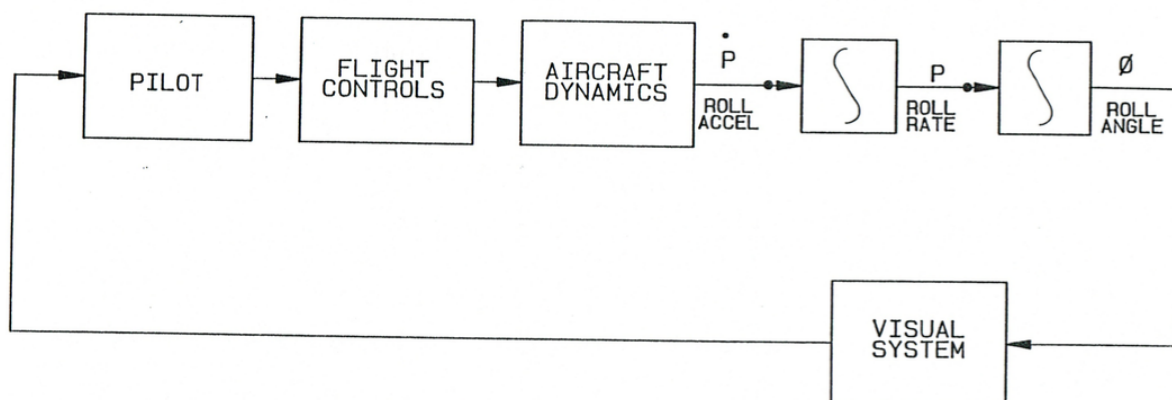 PILOT
FLIGHT
CONTROLS
AIRCRAFT
DYNAMICS
Ṗ
ROLL
ACCEL
P
ROLL
RATE
Ø
ROLL
ANGLE
VISUAL
SYSTEM